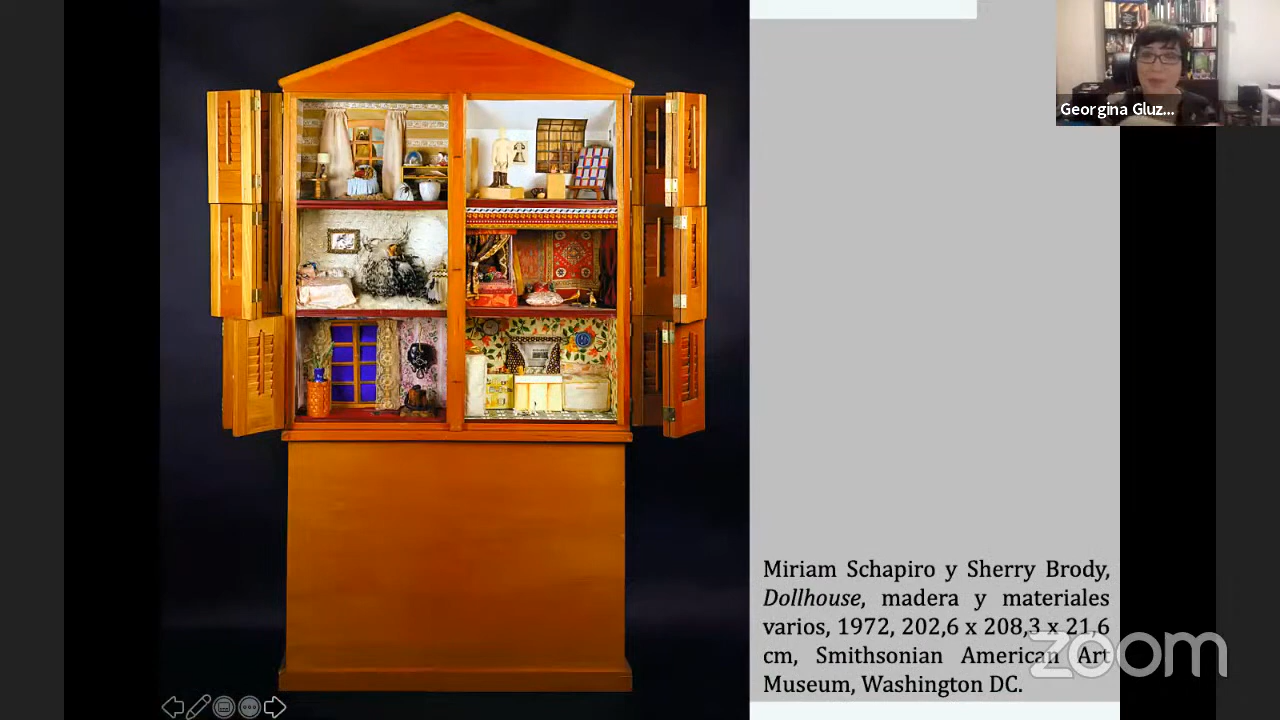 Georgina Gluz...
Miriam Schapiro y Sherry Brody,
Dollhouse, madera y materiales
varios, 1972, 202,6 x 208,3 x 21,6
cm, Smithsonian American Art
Museum, Washington DC.
zoom